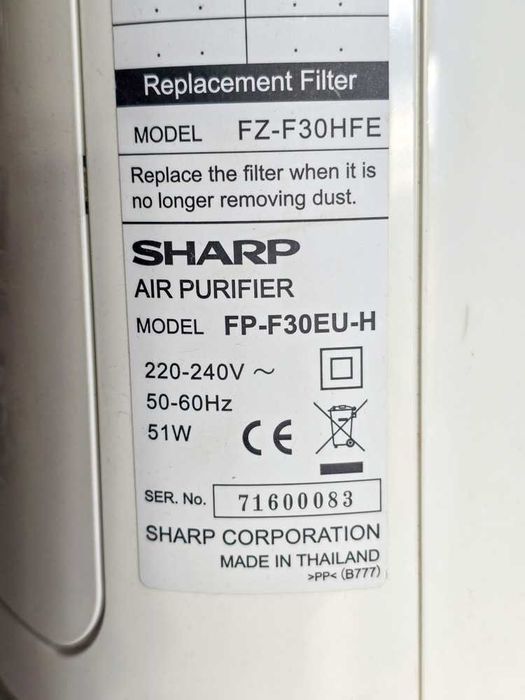 Replacement Filter
MODEL FZ-F30HFE
Replace the filter when it is
no longer removing dust.
SHARP
AIR PURIFIER
MODEL FP-F30EU-H
220-240V ~
50-60Hz
51W CE
SER. No. 71600083
SHARP CORPORATION
MADE IN THAILAND
>PP< (B777)